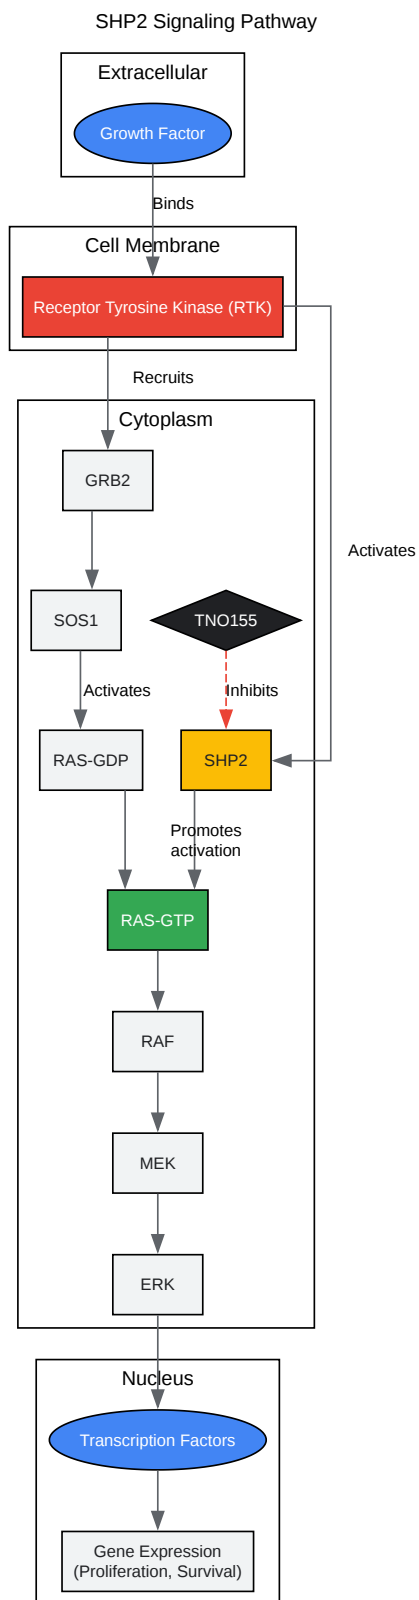 SHP2 Signaling Pathway
Extracellular
Growth Factor
Binds
Cell Membrane
Receptor Tyrosine Kinase (RTK)
Recruits
Cytoplasm
GRB2
Activates
SOS1
TNO155
Activates
Inhibits
RAS-GDP
SHP2
Promotes
activation
RAS-GTP
RAF
MEK
ERK
Nucleus
Transcription Factors
Gene Expression
(Proliferation, Survival)